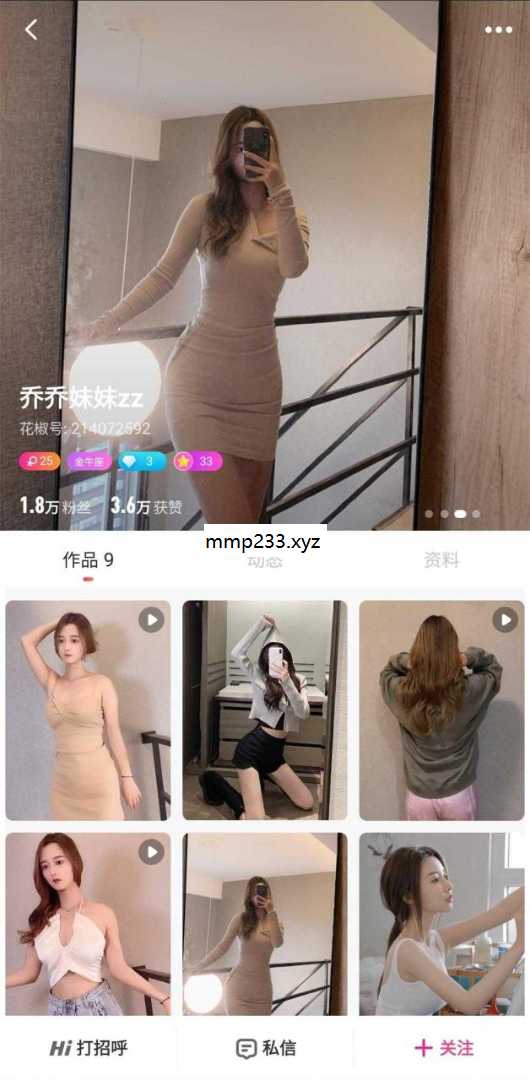 乔乔妹妹zz
花椒号: 214072592
25 金牛座 3 33
1.8万粉丝 3.6万获赞
mmp233.xyz
作品 9 动态 资料
Hi 打招呼 私信 关注